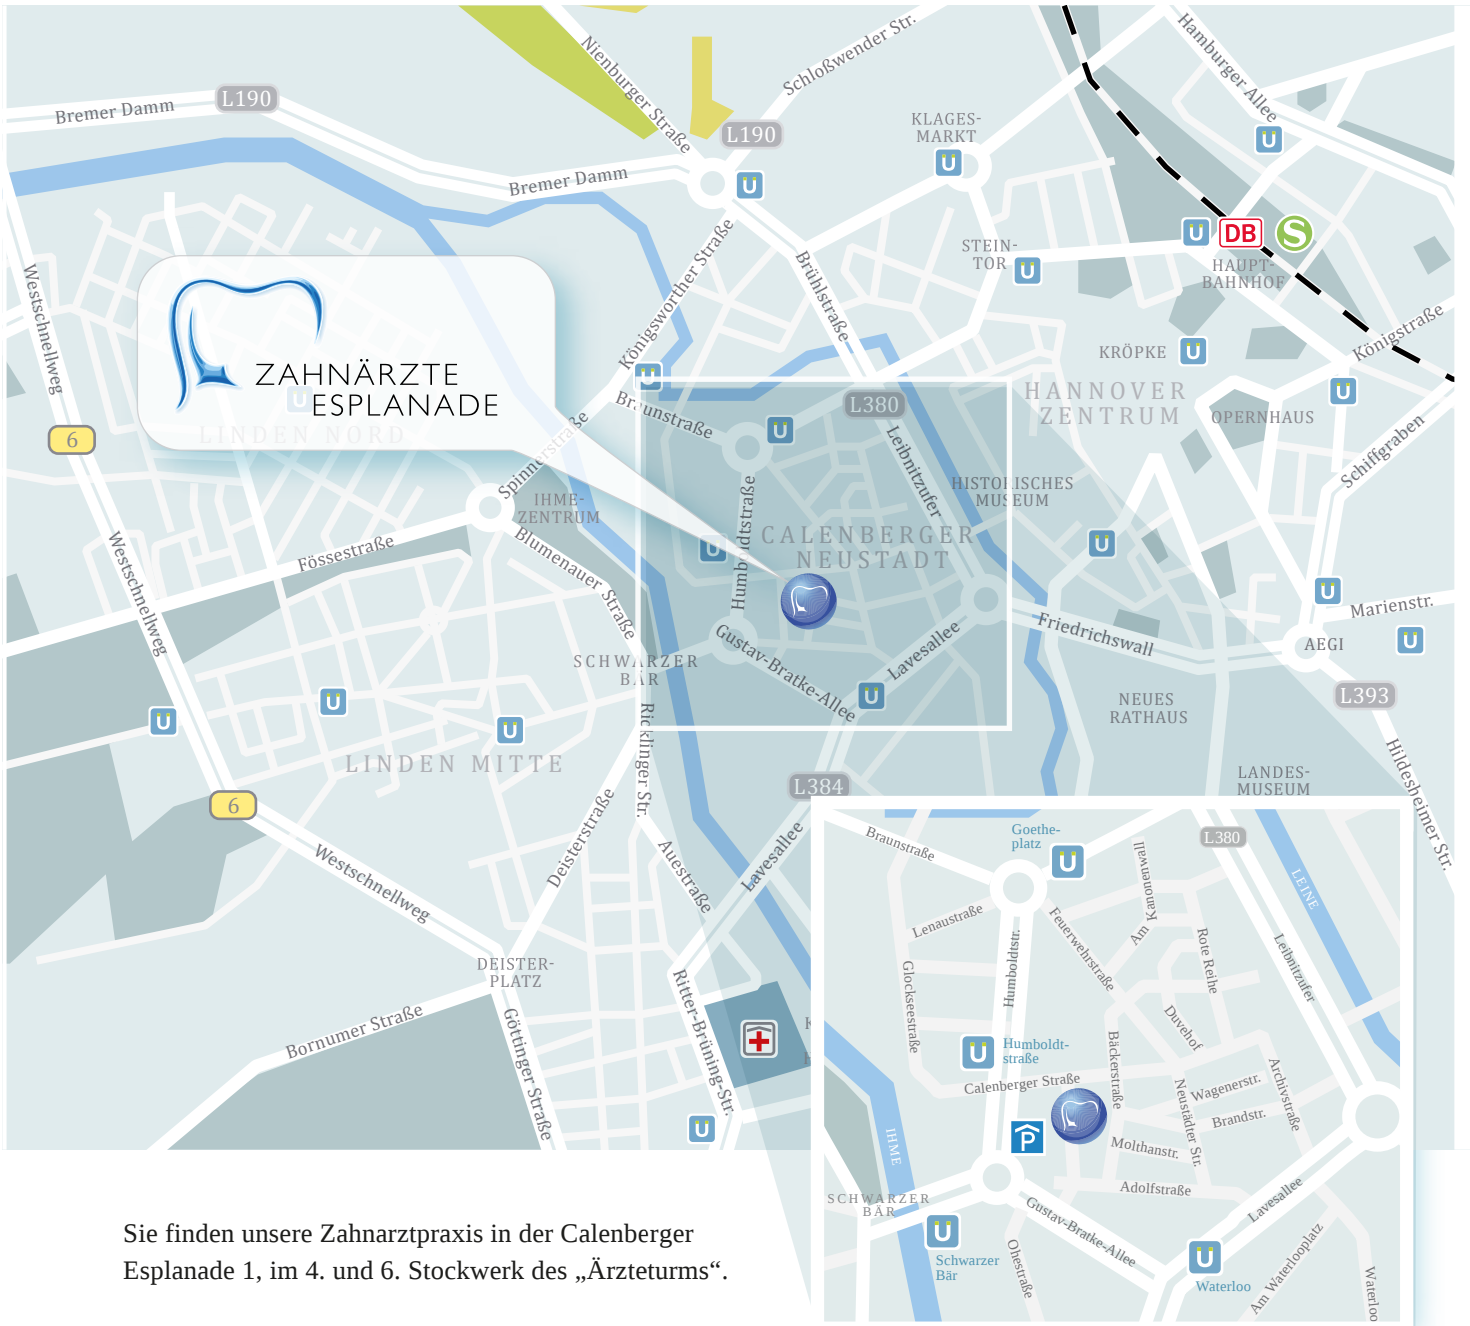 Nienburger Straße
Schloßwender Str.
Hamburger Allee
Bremer Damm
L190
L190
KLAGES-
MARKT
U
U
U
Bremer Damm
U
DB
S
STEIN-
TOR
U
HAUPT-
BAHNHOF
Westschnellweg
Königsworther Straße
Brühlstraße
Königstraße
KRÖPKE
U
ZAHNÄRZTE
ESPLANADE
U
U
HANNOVER
ZENTRUM
U
OPERNHAUS
Braunstraße
L380
LINDEN NORD
6
U
Spinnereistraße
Leibnitzufer
Schiffgraben
IHME-
ZENTRUM
HISTORISCHES
MUSEUM
Humboldtstraße
CALENBERGER
NEUSTADT
U
U
Fössestraße
Blumenauer Straße
Westschnellweg
U
Marienstr.
U
Gustav-Bratke-Allee
Lavesallee
Friedrichswall
AEGI
SCHWARZER
BÄR
U
L393
U
U
U
Ricklinger Str.
NEUES
RATHAUS
LINDEN MITTE
Hildesheimer Str.
LANDES-
MUSEUM
L384
6
Deisterstraße
Westschnellweg
Auestraße
Lavesallee
DEISTER-
PLATZ
Bornumer Straße
Göttinger Straße
Ritter-Brüning-Str.
U
Braunstraße
Goethe-
platz
U
L380
LEINE
Am Kanonenwall
Lenaustraße
Feuerwehrstraße
Rote Reihe
Leibnitzufer
Humboldtstr.
Glockseestraße
Duvehof
U
Humboldt-
straße
Bäckerstraße
Calenberger Straße
Wagenerstr.
Archivstraße
Neustädter Str.
Brandstr.
P
Molthanstr.
IHME
Adolfstraße
SCHWARZER
BÄR
Gustav-Bratke-Allee
Lavesallee
U
Schwarzer
Bär
Ohestraße
U
Waterloo
Am Waterlooplatz
Waterloo
Sie finden unsere Zahnarztpraxis in der Calenberger
Esplanade 1, im 4. und 6. Stockwerk des „Ärzteturms“.